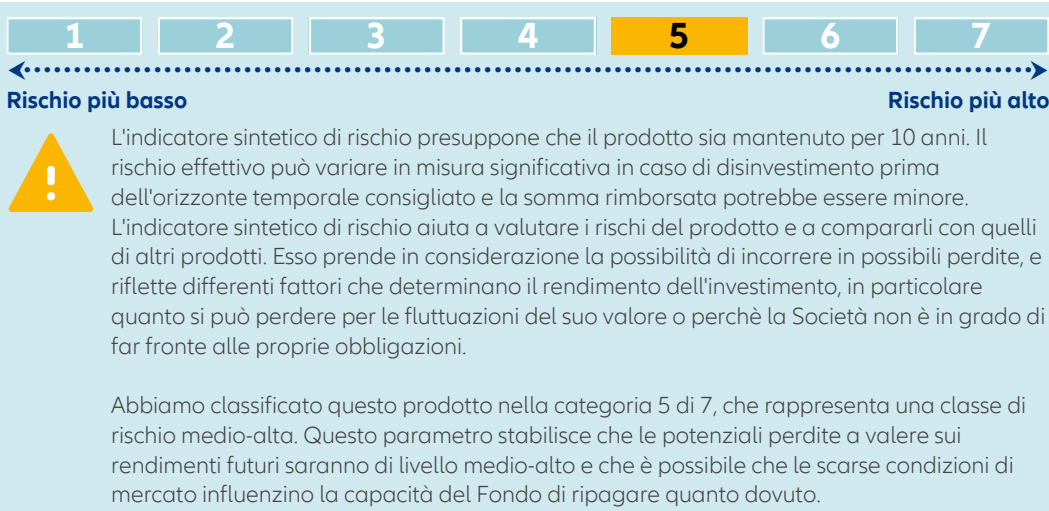 1 2 3 4 5 6 7
Rischio più basso Rischio più alto
L'indicatore sintetico di rischio presuppone che il prodotto sia mantenuto per 10 anni. Il
rischio effettivo può variare in misura significativa in caso di disinvestimento prima
dell'orizzonte temporale consigliato e la somma rimborsata potrebbe essere minore.
L'indicatore sintetico di rischio aiuta a valutare i rischi del prodotto e a compararli con quelli
di altri prodotti. Esso prende in considerazione la possibilità di incorrere in possibili perdite, e
riflette differenti fattori che determinano il rendimento dell'investimento, in particolare
quanto si può perdere per le fluttuazioni del suo valore o perchè la Società non è in grado di
far fronte alle proprie obbligazioni.
Abbiamo classificato questo prodotto nella categoria 5 di 7, che rappresenta una classe di
rischio medio-alta. Questo parametro stabilisce che le potenziali perdite a valere sui
rendimenti futuri saranno di livello medio-alto e che è possibile che le scarse condizioni di
mercato influenzino la capacità del Fondo di ripagare quanto dovuto.